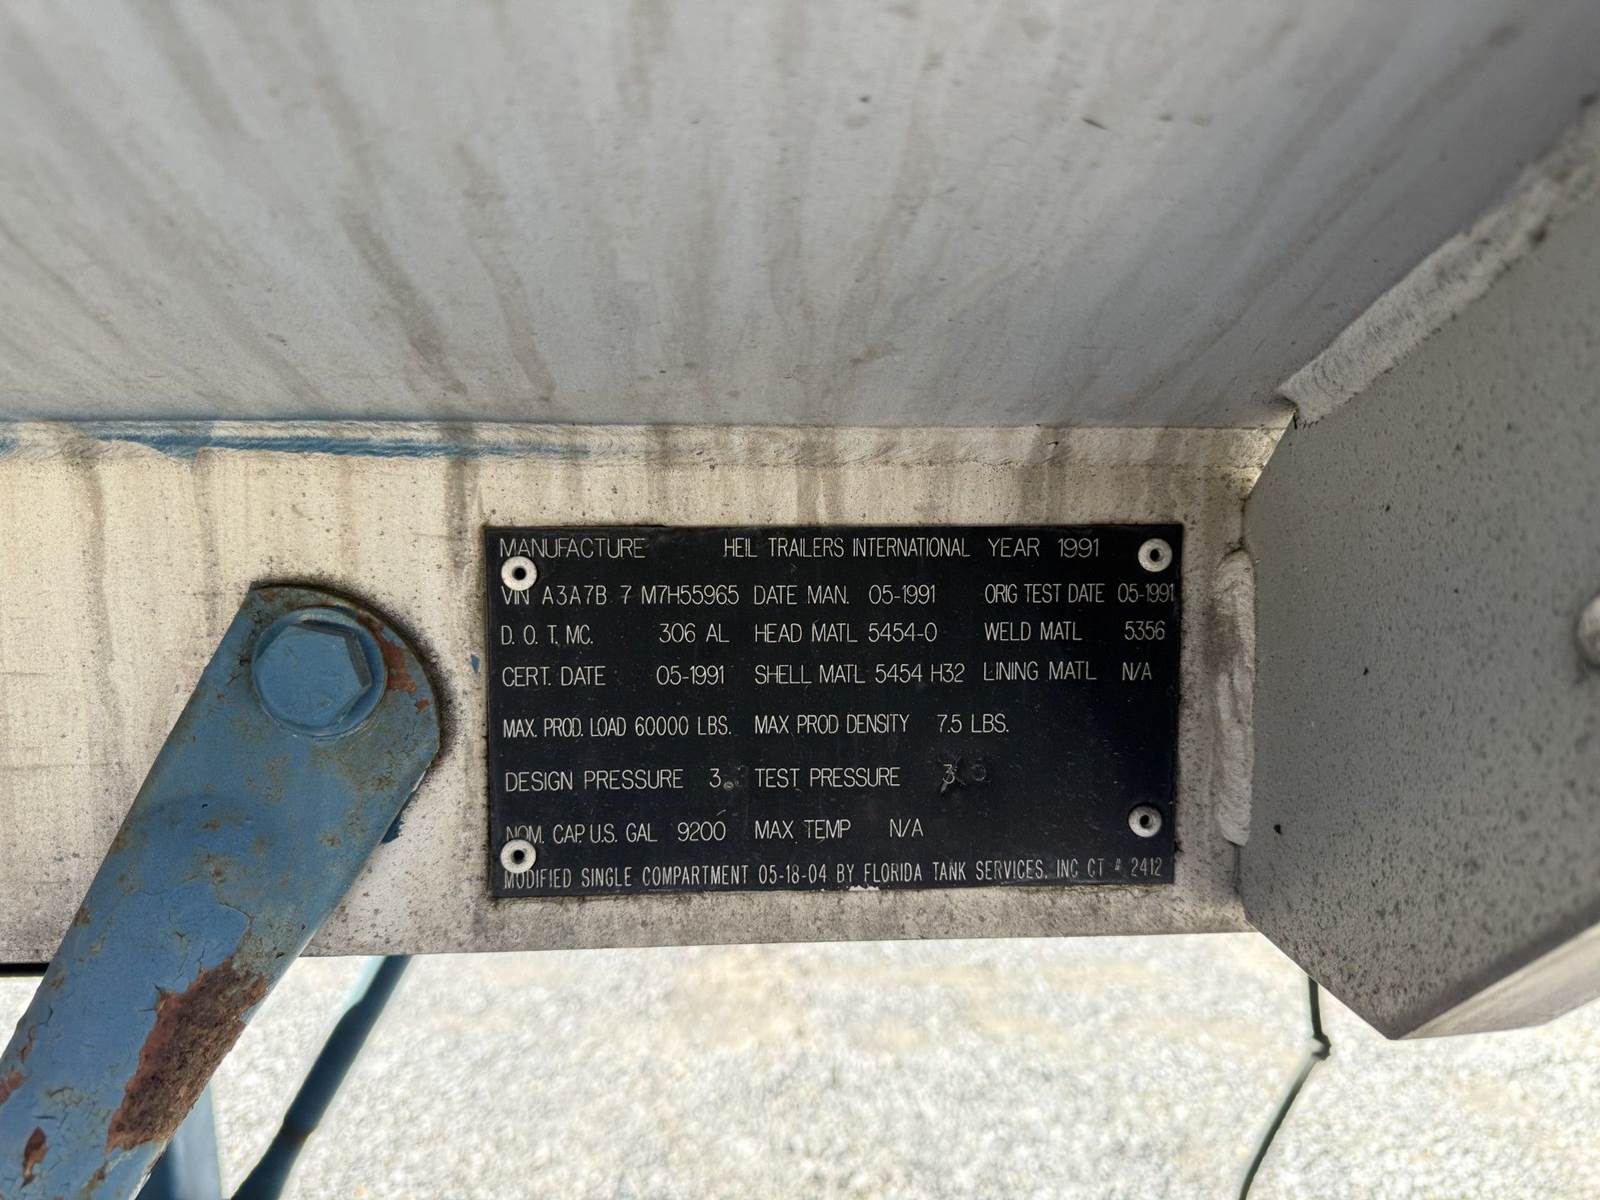 MANUFACTURE HEIL TRAILERS INTERNATIONAL YEAR 1991
VIN A3A7B 7 M7H55965 DATE MAN. 05-1991 ORIG TEST DATE 05-1991
D. O. T. MC. 306 AL HEAD MATL 5454-O WELD MATL 5356
CERT. DATE 05-1991 SHELL MATL 5454 H32 LINING MATL N/A
MAX. PROD. LOAD 60000 LBS. MAX PROD DENSITY 7.5 LBS.
DESIGN PRESSURE 3 TEST PRESSURE
NOM. CAP. U.S. GAL 9200 MAX TEMP N/A
MODIFIED SINGLE COMPARTMENT 05-18-04 BY FLORIDA TANK SERVICES, INC CT # 2412